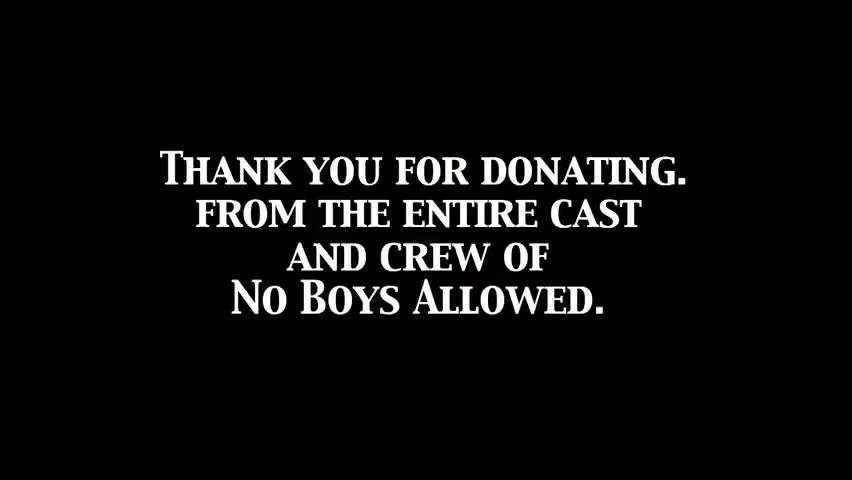 Thank you for donating.
from the entire cast
and crew of
No Boys Allowed.